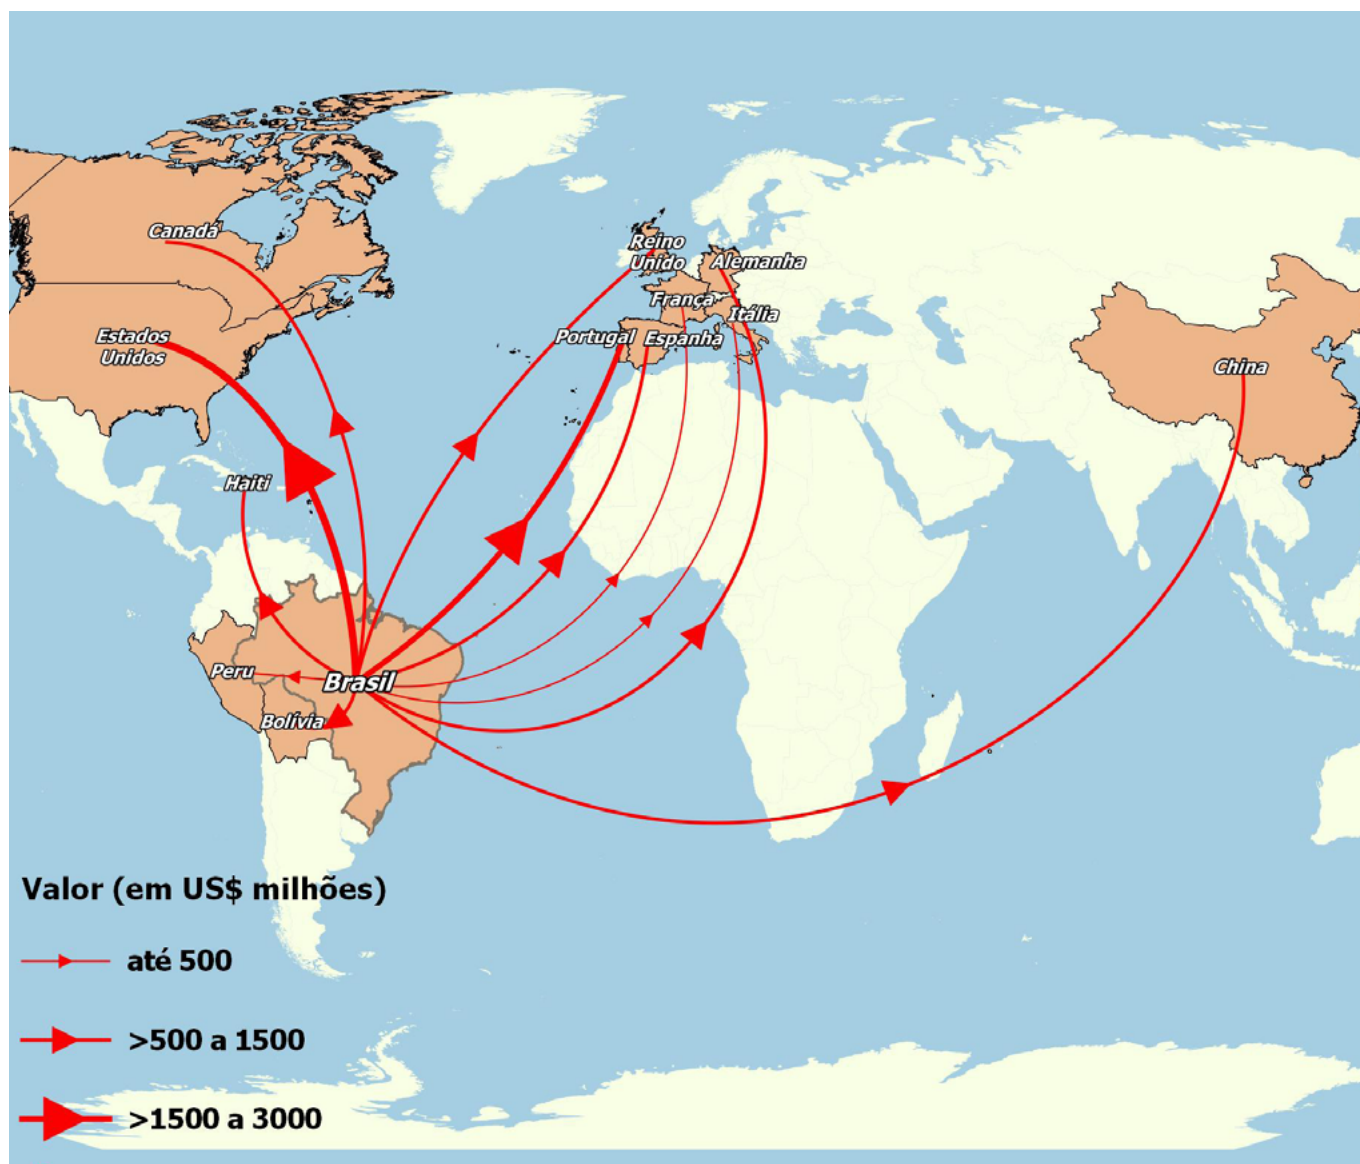 Canadá
Reino
Unido
Alemanha
França
Itália
Estados
Unidos
Portugal
Espanha
China
Haiti
Peru
Brasil
Bolívia
Valor (em US$ milhões)
até 500
>500 a 1500
>1500 a 3000